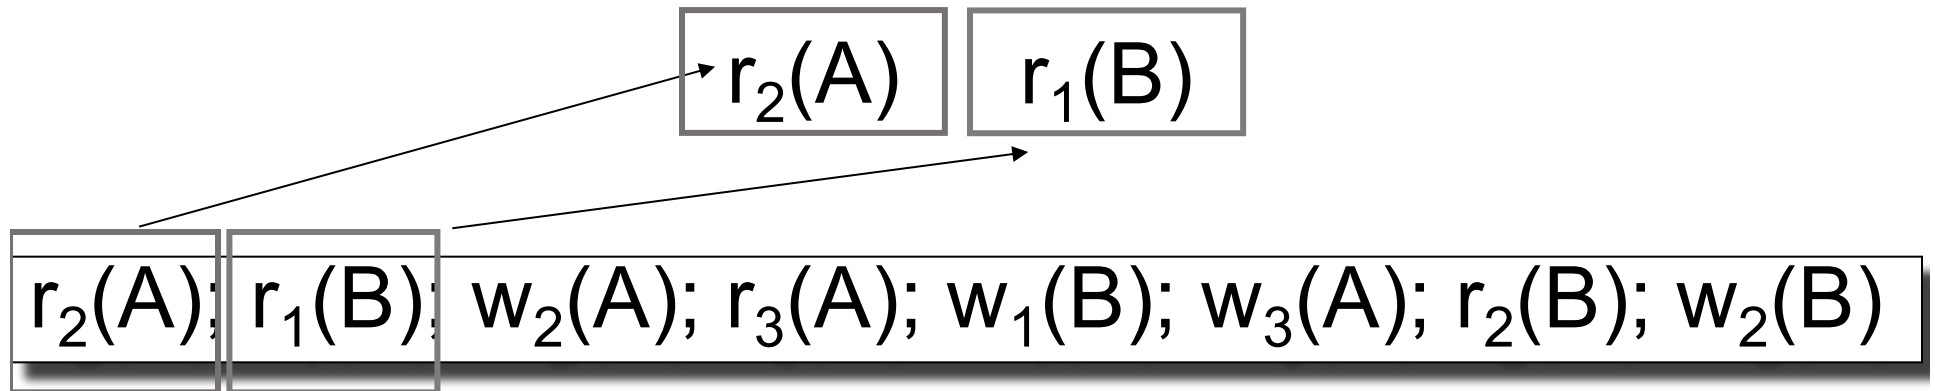 r₂(A) r₁(B)
r₂(A); r₁(B); w₂(A); r₃(A); w₁(B); w₃(A); r₂(B); w₂(B)